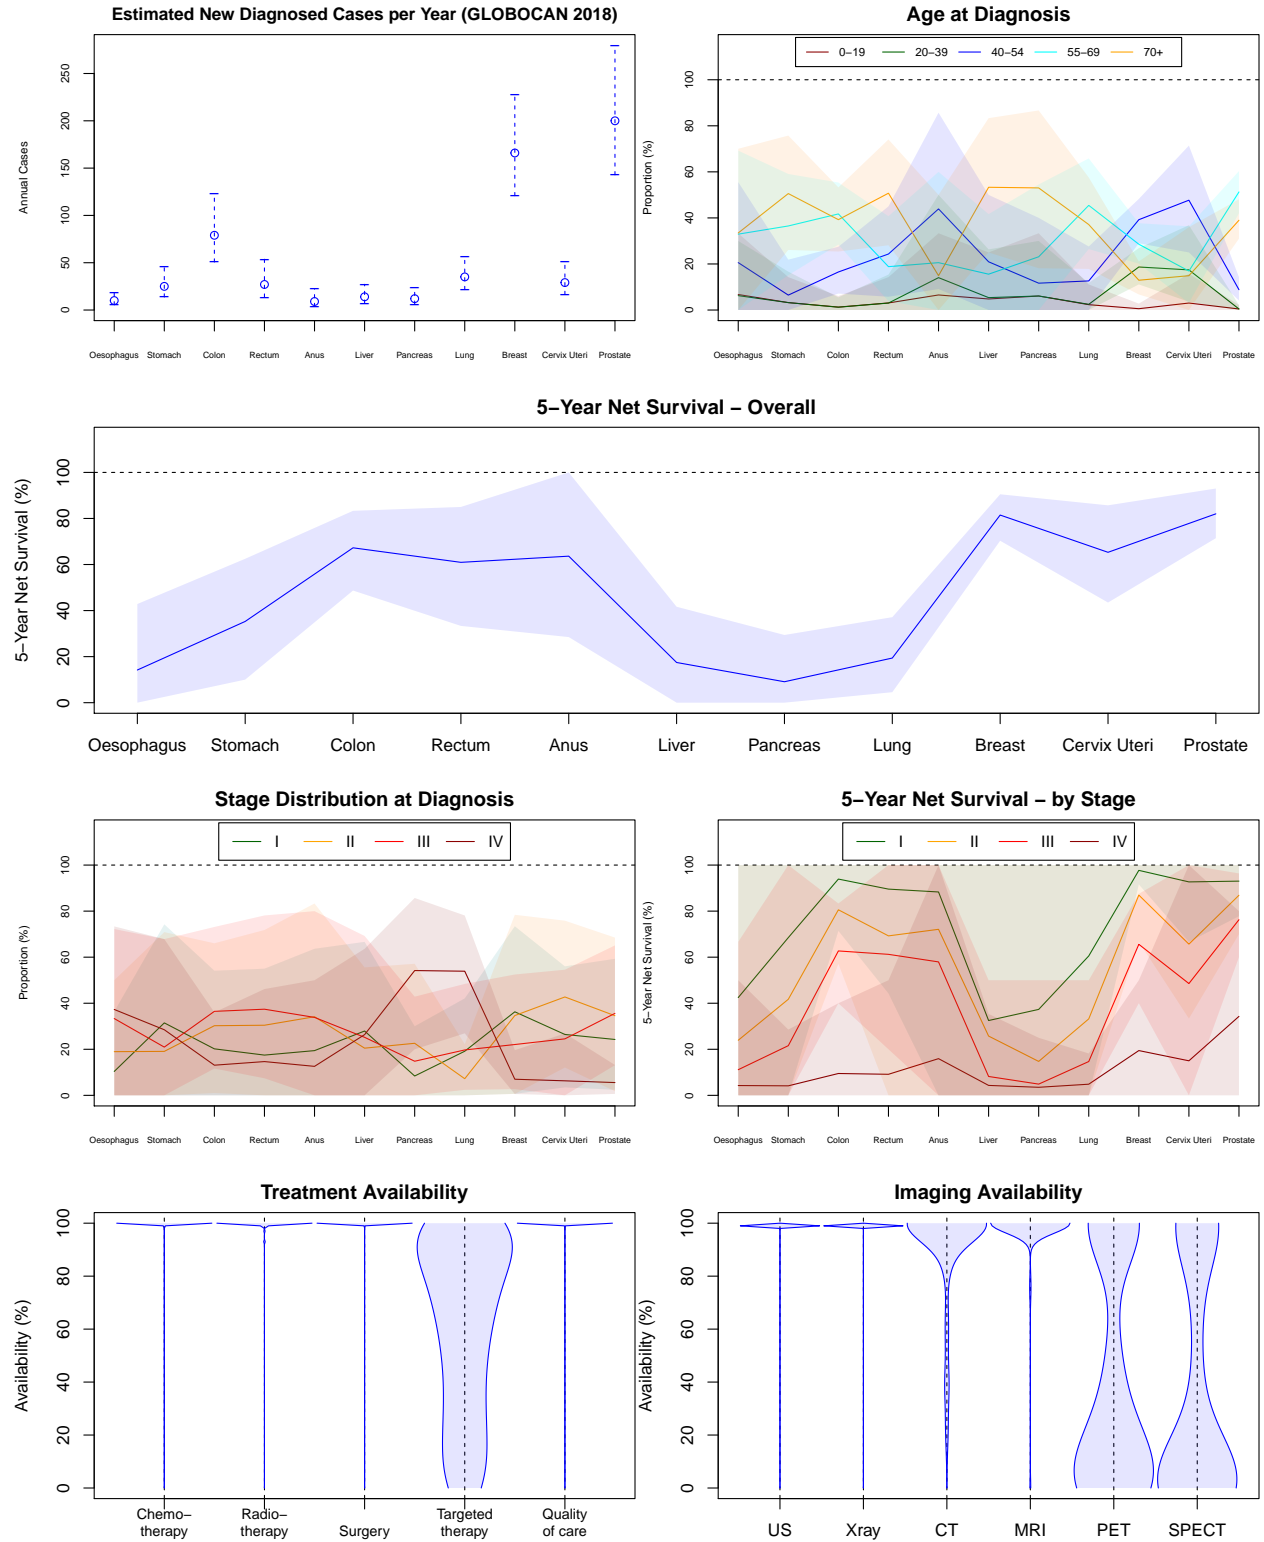 Estimated New Diagnosed Cases per Year (GLOBOCAN 2018)
Annual Cases
250
200
150
100
50
0
Oesophagus Stomach Colon Rectum Anus Liver Pancreas Lung Breast Cervix Uteri Prostate
Age at Diagnosis
0–19 20–39 40–54 55–69 70+
Proportion (%)
100
80
60
40
20
0
Oesophagus Stomach Colon Rectum Anus Liver Pancreas Lung Breast Cervix Uteri Prostate
5–Year Net Survival – Overall
5–Year Net Survival (%)
100
80
60
40
20
0
Oesophagus Stomach Colon Rectum Anus Liver Pancreas Lung Breast Cervix Uteri Prostate
Stage Distribution at Diagnosis
I II III IV
Proportion (%)
100
80
60
40
20
0
Oesophagus Stomach Colon Rectum Anus Liver Pancreas Lung Breast Cervix Uteri Prostate
5–Year Net Survival – by Stage
I II III IV
5–Year Net Survival (%)
100
80
60
40
20
0
Oesophagus Stomach Colon Rectum Anus Liver Pancreas Lung Breast Cervix Uteri Prostate
Treatment Availability
Availability (%)
100
80
60
40
20
0
Chemo– Radio– Targeted Quality
therapy therapy Surgery therapy of care
Imaging Availability
Availability (%)
100
80
60
40
20
0
US Xray CT MRI PET SPECT